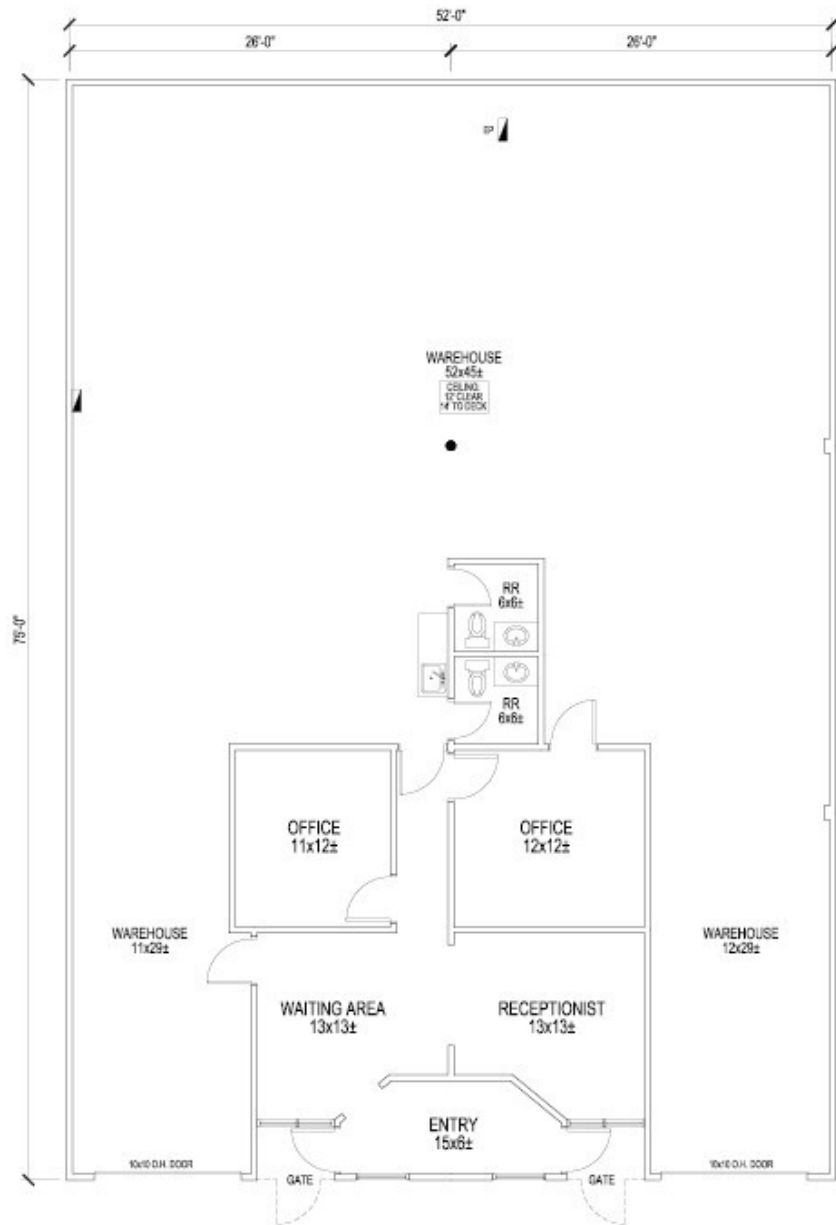 52'-0"
26'-0"
26'-0"
EP
WAREHOUSE
52x45±
CEILING:
12' CLEAR
14' TO DECK
75'-0"
RR
6x6±
RR
6x6±
OFFICE
11x12±
OFFICE
12x12±
WAREHOUSE
11x29±
WAREHOUSE
12x29±
WAITING AREA
13x13±
RECEPTIONIST
13x13±
ENTRY
15x6±
10x10 O.H. DOOR
GATE
GATE
10x10 O.H. DOOR